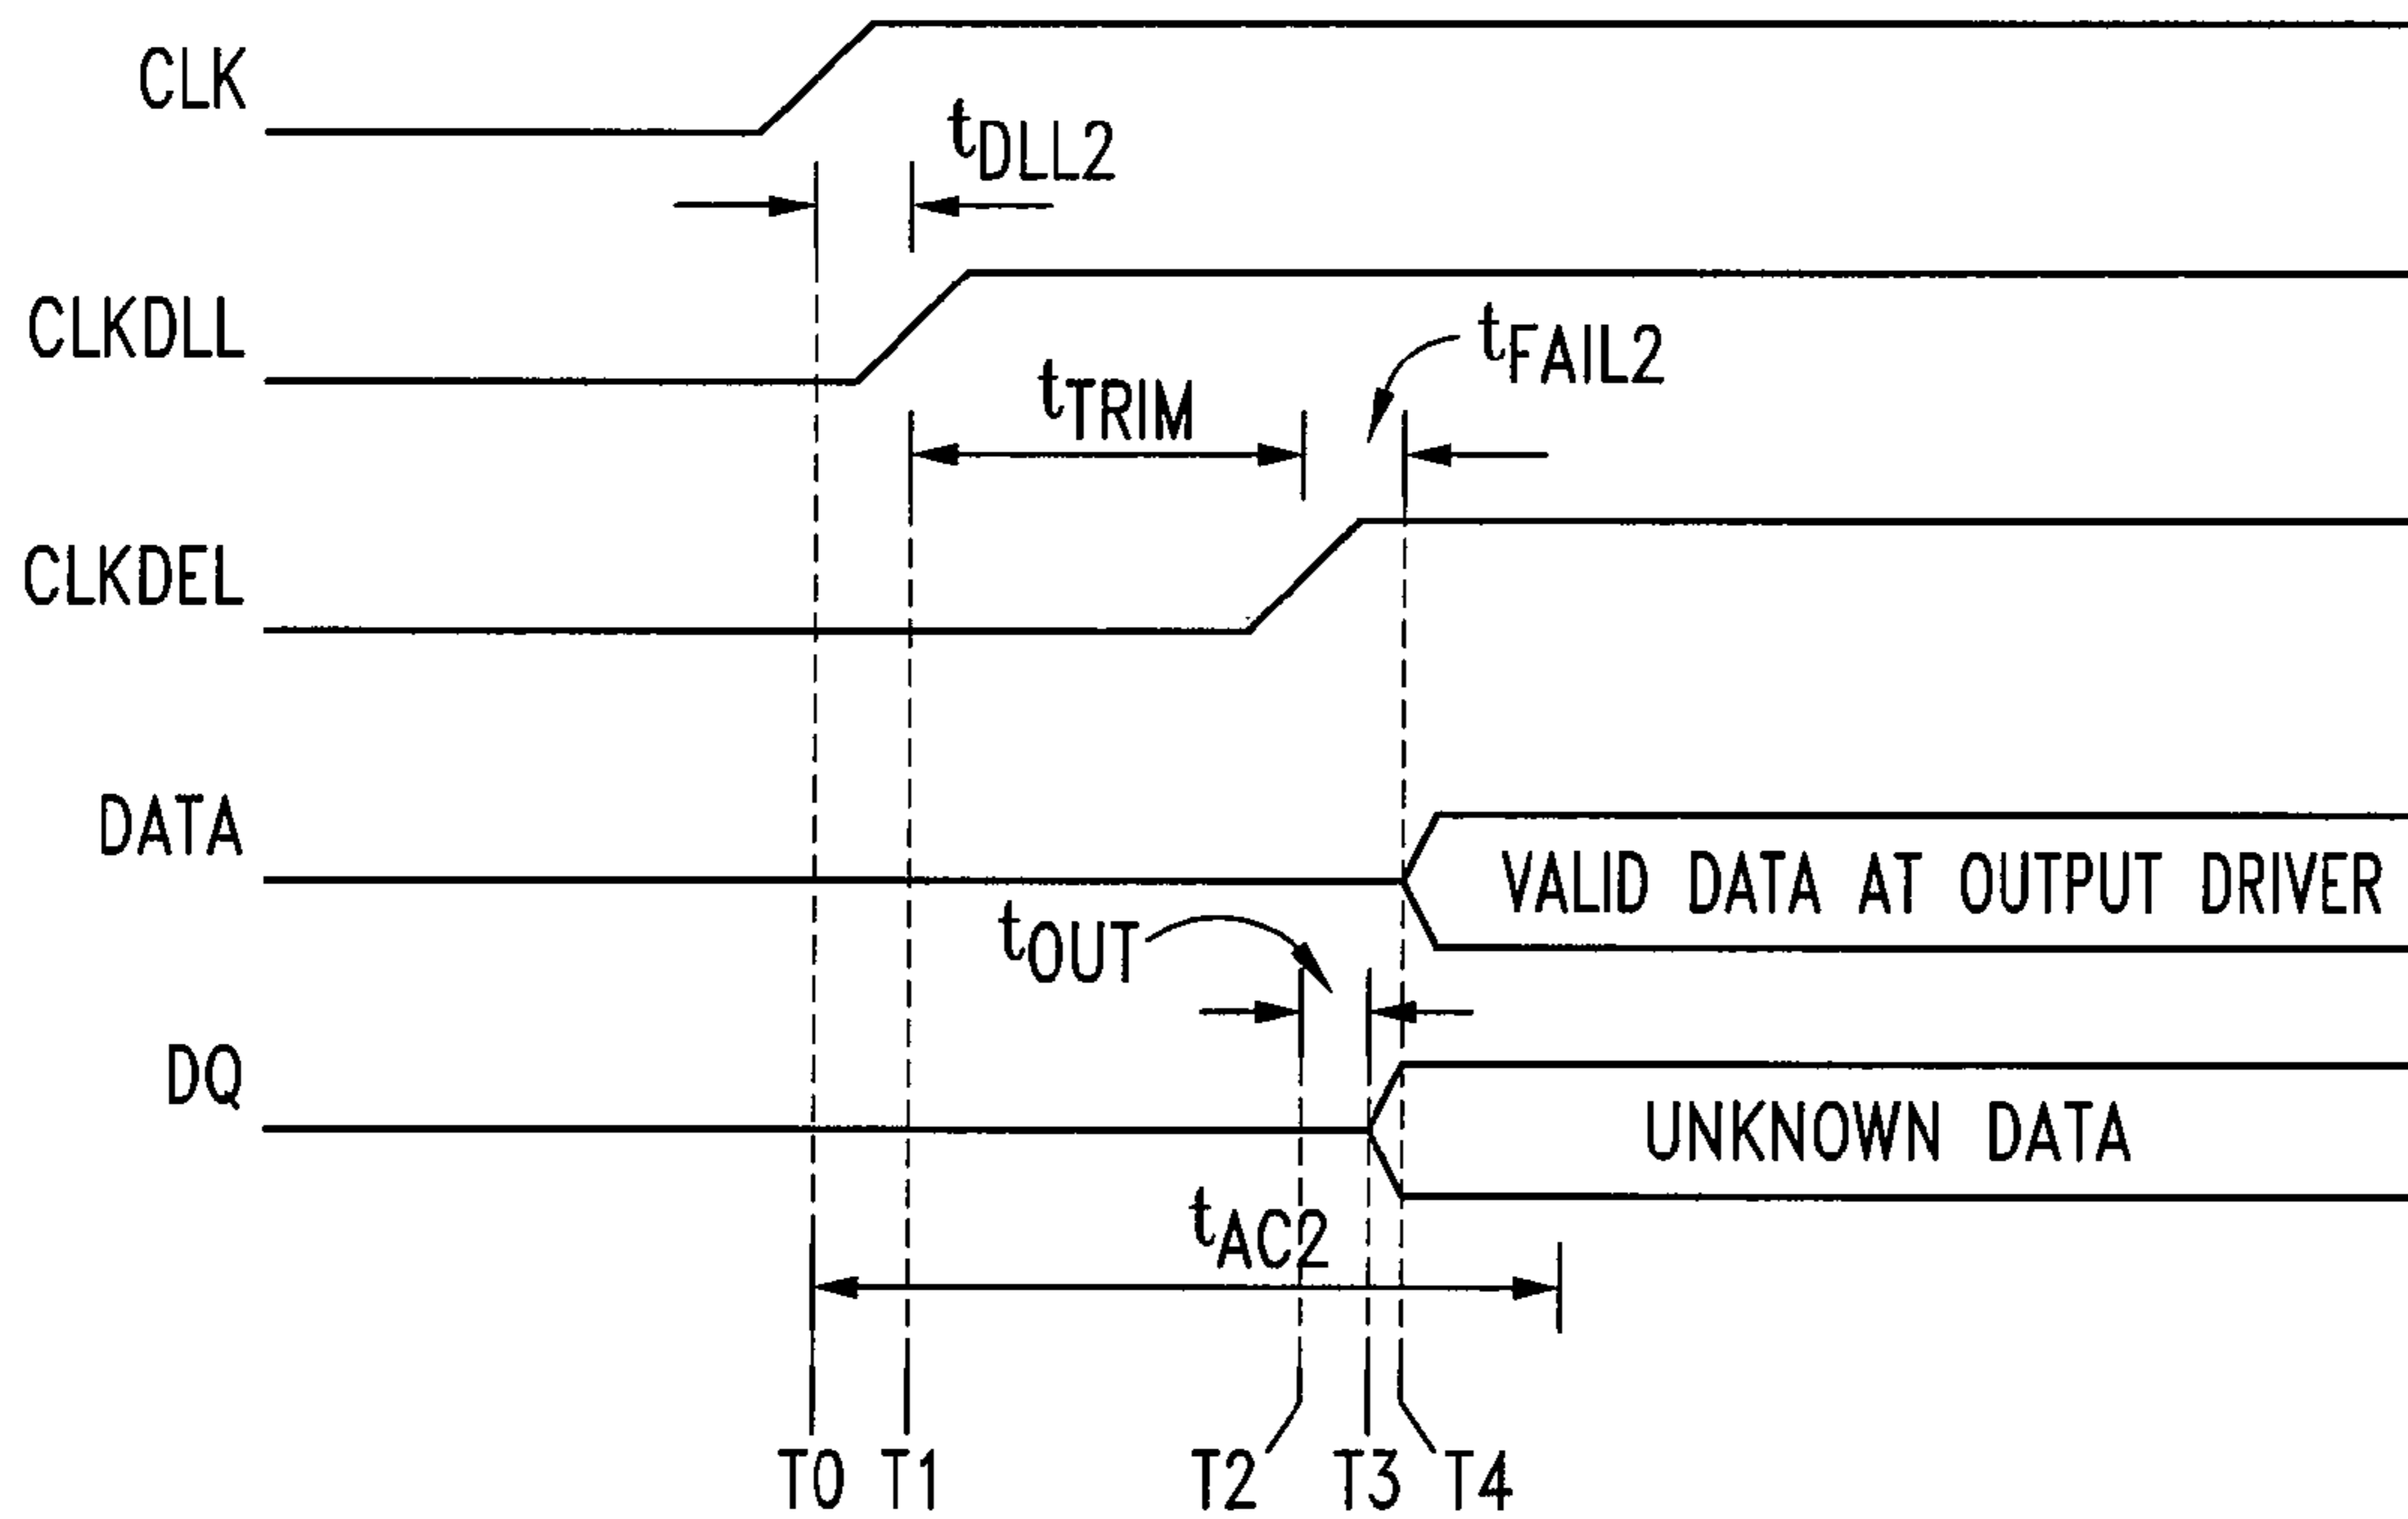 CLK
tDLL2
CLKDLL
tFAIL2
tTRIM
CLKDEL
DATA
VALID DATA AT OUTPUT DRIVER
tOUT
DQ
UNKNOWN DATA
tAC2
T0 T1 T2 T3 T4